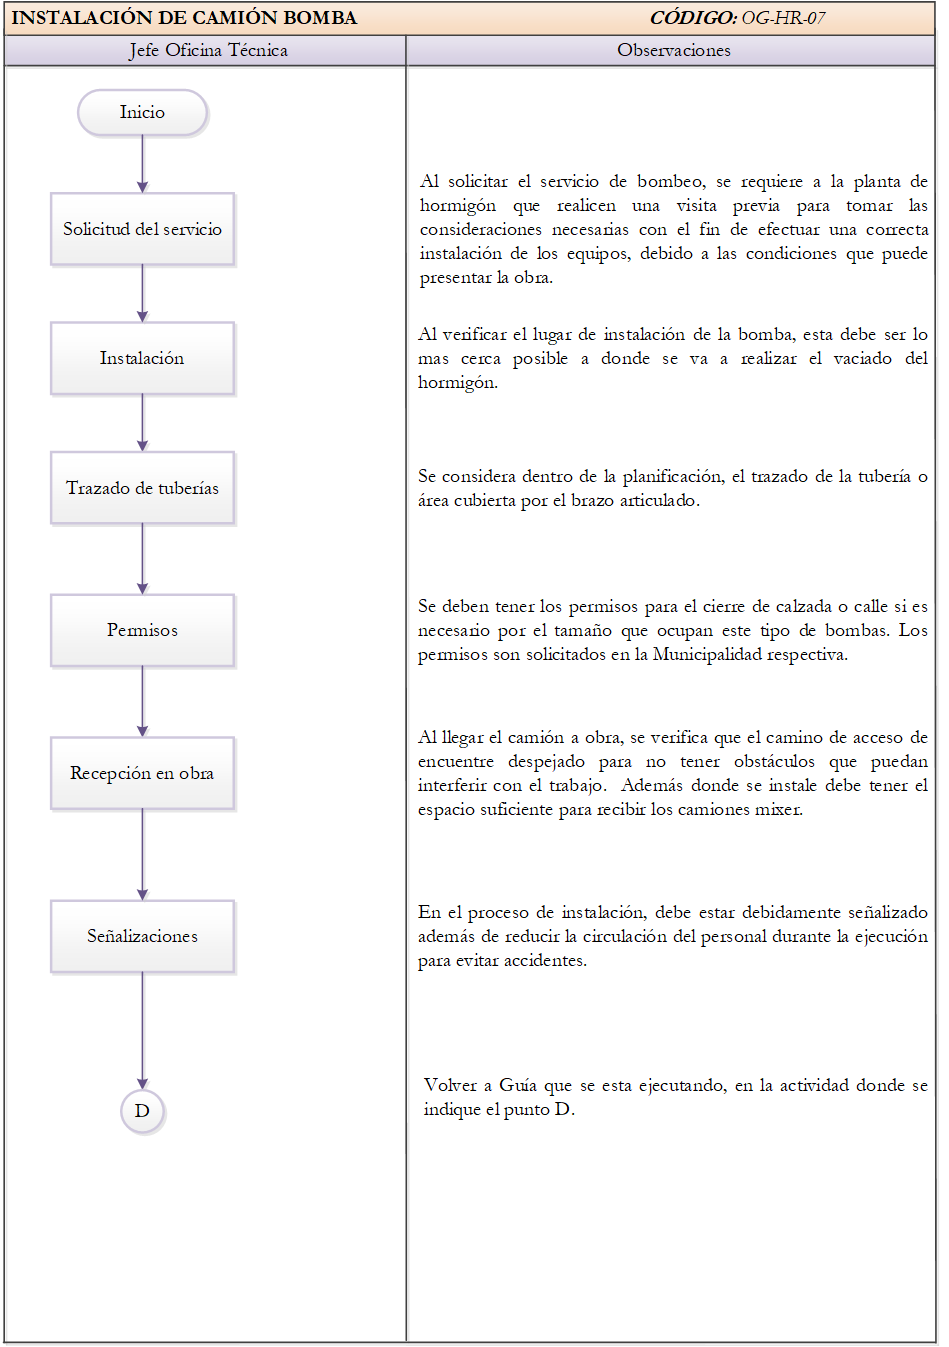 INSTALACIÓN DE CAMIÓN BOMBA CÓDIGO: OG-HR-07
Jefe Oficina Técnica Observaciones
Inicio
Solicitud del servicio
Al solicitar el servicio de bombeo, se requiere a la planta de
hormigón que realicen una visita previa para tomar las
consideraciones necesarias con el fin de efectuar una correcta
instalación de los equipos, debido a las condiciones que puede
presentar la obra.
Instalación
Al verificar el lugar de instalación de la bomba, esta debe ser lo
mas cerca posible a donde se va a realizar el vaciado del
hormigón.
Trazado de tuberías
Se considera dentro de la planificación, el trazado de la tubería o
área cubierta por el brazo articulado.
Permisos
Se deben tener los permisos para el cierre de calzada o calle si es
necesario por el tamaño que ocupan este tipo de bombas. Los
permisos son solicitados en la Municipalidad respectiva.
Recepción en obra
Al llegar el camión a obra, se verifica que el camino de acceso de
encuentre despejado para no tener obstáculos que puedan
interferir con el trabajo. Además donde se instale debe tener el
espacio suficiente para recibir los camiones mixer.
Señalizaciones
En el proceso de instalación, debe estar debidamente señalizado
además de reducir la circulación del personal durante la ejecución
para evitar accidentes.
D
Volver a Guía que se esta ejecutando, en la actividad donde se
indique el punto D.